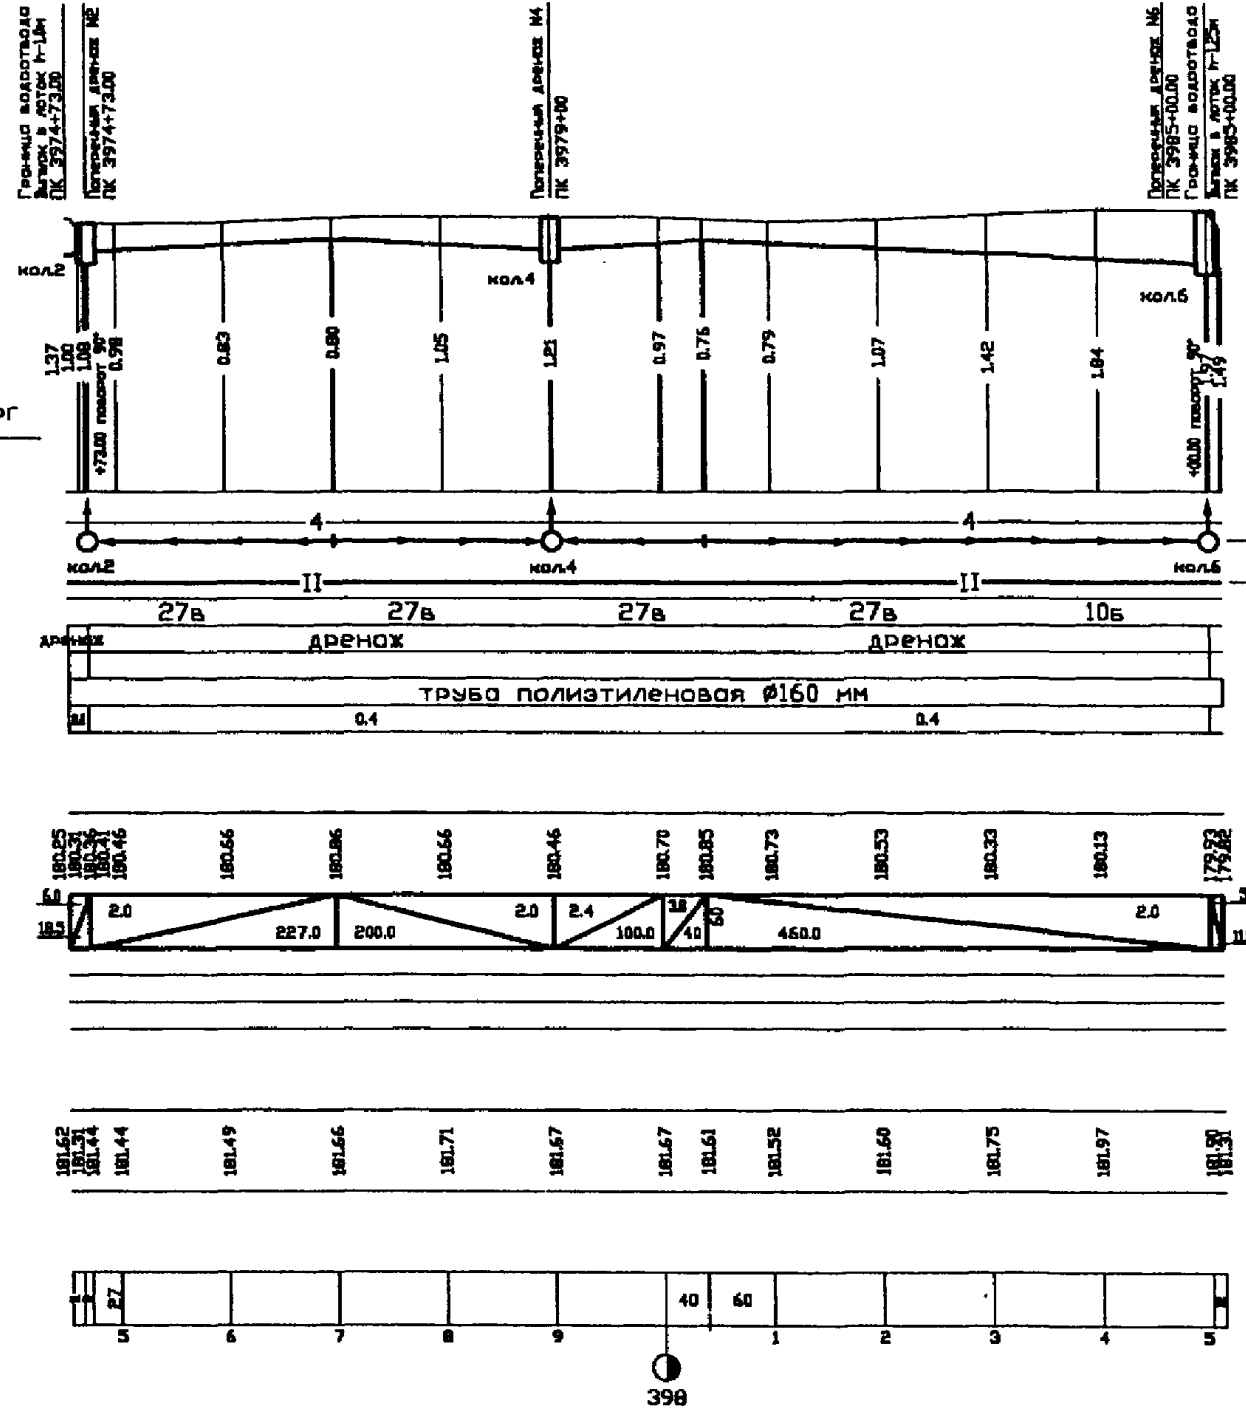 Граница водоотвода
Выпуск в лоток h-1.0м
ПК 3974+73.00
Поперечный дренаж №2
ПК 3974+73.00
Поперечный дренаж №4
ПК 3979+00
Поперечный дренаж №6
ПК 3985+00.00
Граница водоотвода
Выпуск в лоток h-1.25м
ПК 3985+00.00
кол.2
кол.4
кол.6
1.37
1.00
1.08
+73.00 поворот 90°
0.98
0.83
0.80
1.05
1.21
0.97
0.76
0.79
1.07
1.42
1.84
+00.00 поворот 90°
1.97
1.49
4
4
кол.2
кол.4
кол.6
II
II
27в
27в
27в
27в
10в
дренаж
дренаж
дренаж
труба полиэтиленовая Ø160 мм
0.4
0.4
180.25
180.31
180.36
180.41
180.46
180.66
180.86
180.66
180.46
180.70
180.85
180.73
180.53
180.33
180.13
179.93
179.82
6.0
2.0
2.0
2.4
3.8
60
2.0
18.5
227.0
200.0
100.0
40
460.0
181.62
181.31
181.44
181.44
181.49
181.66
181.71
181.67
181.67
181.61
181.52
181.60
181.75
181.97
181.90
181.31
27
40
60
5
6
7
8
9
1
2
3
4
5
398